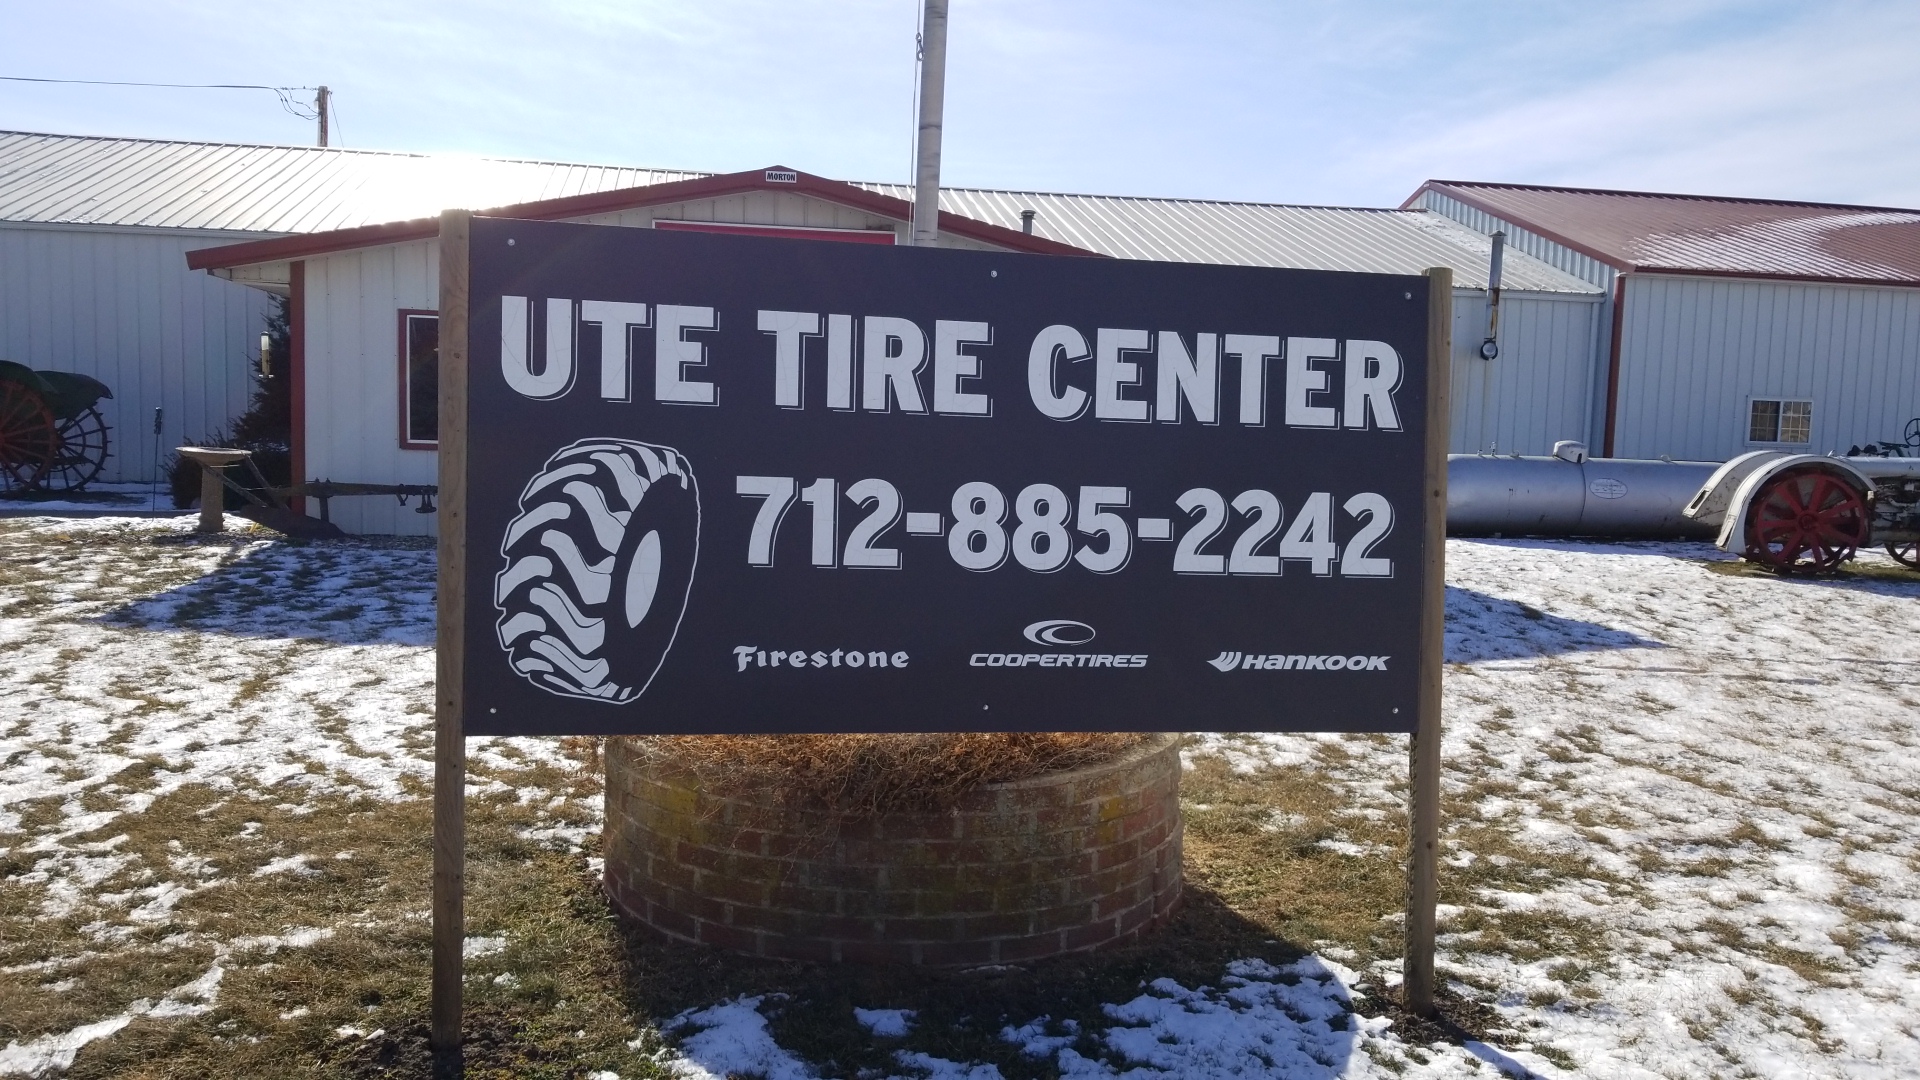 MORTON
UTE TIRE CENTER
712-885-2242
Firestone
COOPERTIRES
HANKOOK